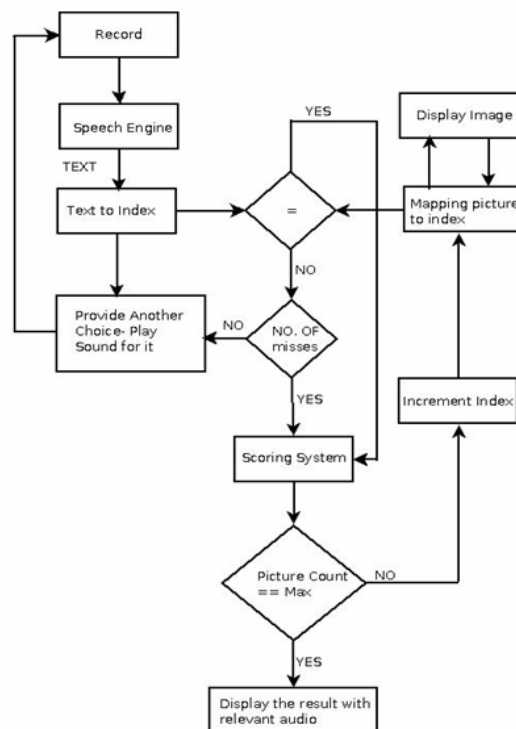 Record
Speech Engine
TEXT
Text to Index
Provide Another
Choice- Play
Sound for it
YES
=
NO
NO
NO. OF
misses
YES
Display Image
Mapping picture
to index
Increment Index
Scoring System
Picture Count
== Max
NO
YES
Display the result with
relevant audio